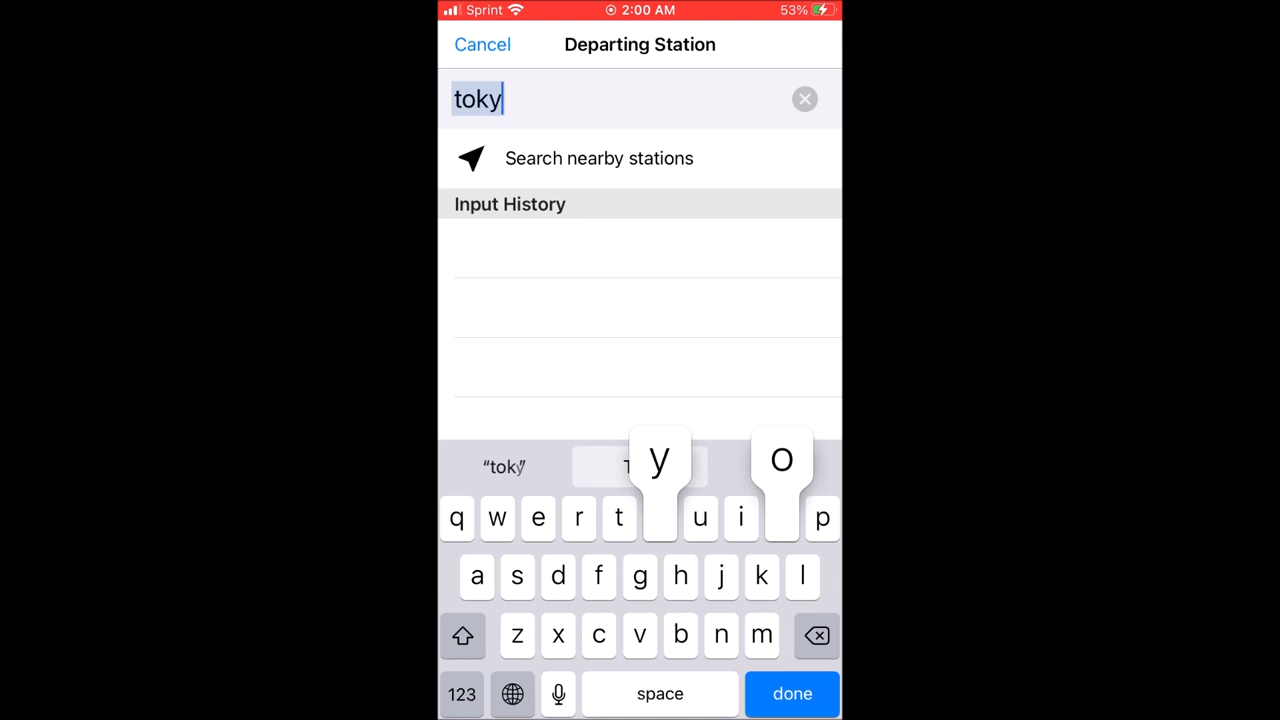 Sprint 2:00 AM 53%
Cancel Departing Station
toky
Search nearby stations
Input History
“toky”
y o
q w e r t u i p
a s d f g h j k l
z x c v b n m
123 space done